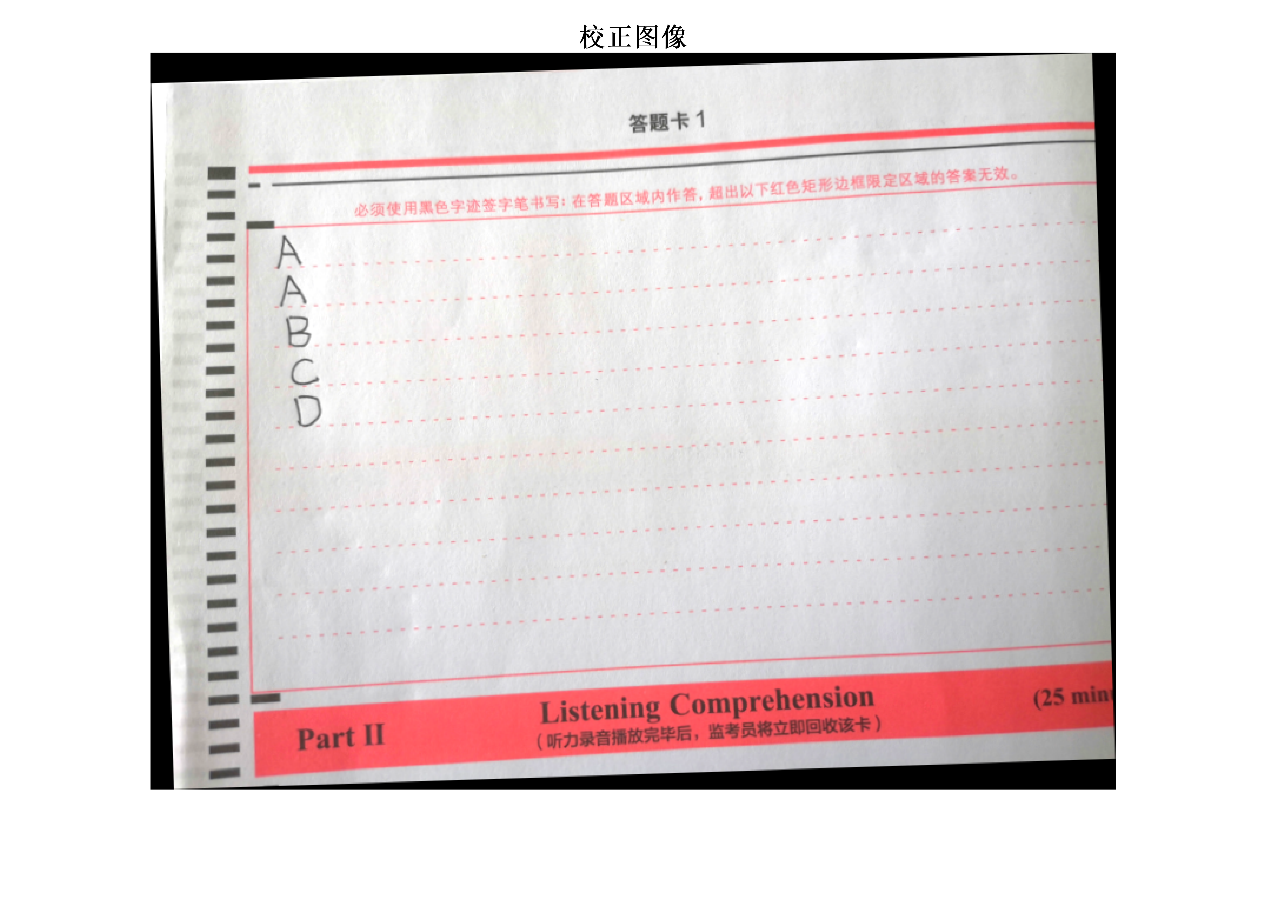 校正图像
答题卡 1
必须使用黑色字迹签字笔书写：在答题区域内作答，超出以下红色矩形边框限定区域的答案无效。
A
A
B
C
D
Part II Listening Comprehension (25 min
（听力录音播放完毕后，监考员将立即回收该卡）